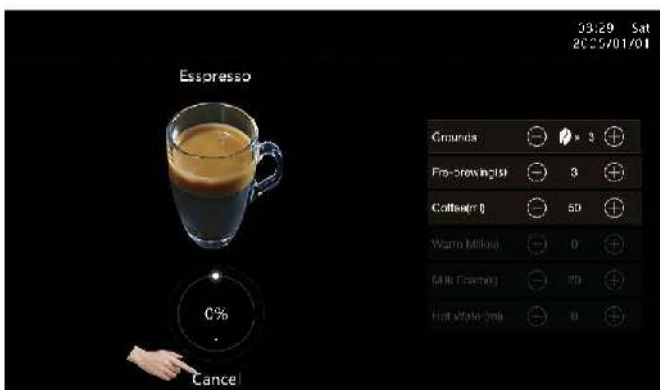 03:29 Sat
2005/01/01
Esspresso
Grounds × 3
Pre-brewing(s) 3
Coffee(ml) 50
Warm Milk(s) 0
Milk Foam(s) 20
Hot Water(ml) 0
0%
Cancel